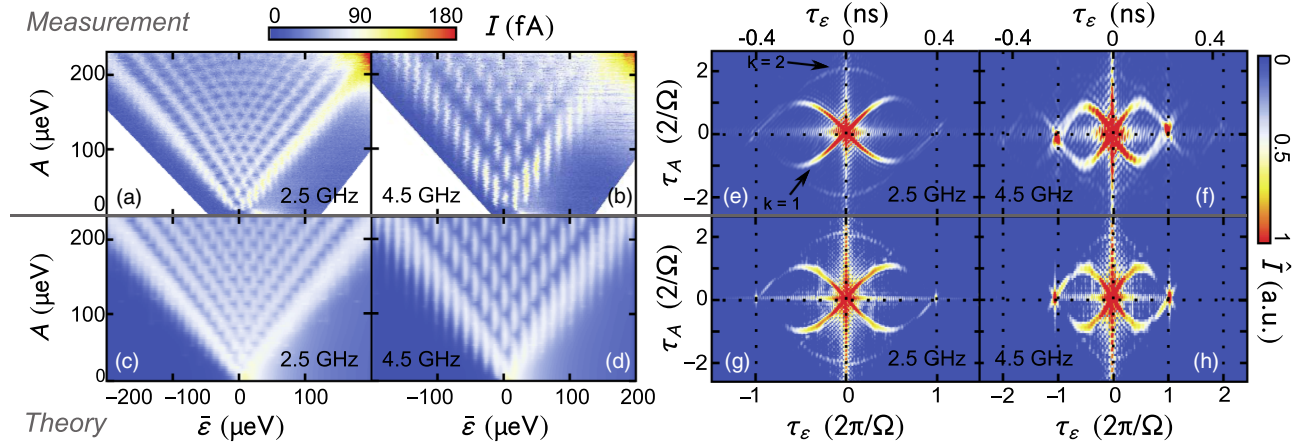 Measurement
0 90 180 I (fA)
τε (ns)
-0.4 0 0.4
τε (ns)
0 0.4
A (μeV)
200
100
0
(a) 2.5 GHz
(b) 4.5 GHz
τA (2/Ω)
2
0
−2
k = 2
k = 1
(e) 2.5 GHz
(f) 4.5 GHz
0
0.5
1
Î (a.u.)
A (μeV)
200
100
0
(c) 2.5 GHz
(d) 4.5 GHz
τA (2/Ω)
2
0
-2
(g) 2.5 GHz
(h) 4.5 GHz
−200 −100 0 100
−100 0 100 200
−1 0 1
−2 −1 0 1 2
ε̄ (μeV)
ε̄ (μeV)
τε (2π/Ω)
τε (2π/Ω)
Theory